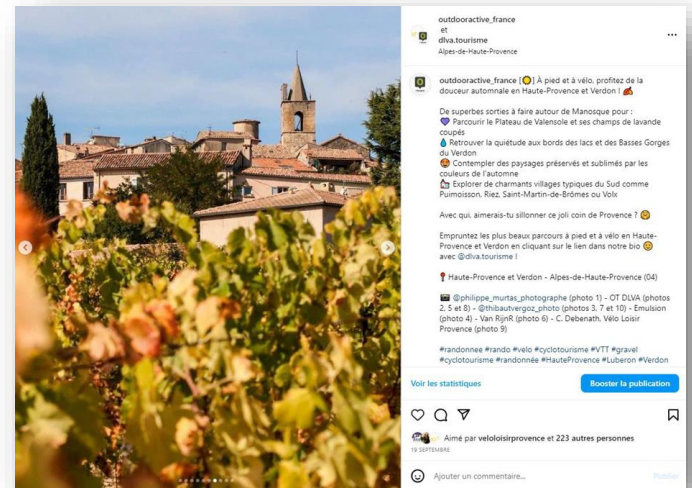 outdooractive_france
et
dlva.tourisme
Alpes-de-Haute-Provence
outdooractive_france [🌞] À pied et à vélo, profitez de la
douceur automnale en Haute-Provence et Verdon ! 🍂
De superbes sorties à faire autour de Manosque pour :
💜 Parcourir le Plateau de Valensole et ses champs de lavande
coupés
💧 Retrouver la quiétude aux bords des lacs et des Basses Gorges
du Verdon
🤩 Contempler des paysages préservés et sublimés par les
couleurs de l'automne
🏡 Explorer de charmants villages typiques du Sud comme
Puimoisson, Riez, Saint-Martin-de-Brômes ou Volx
Avec qui, aimerais-tu sillonner ce joli coin de Provence ? 🤗
Empruntez les plus beaux parcours à pied et à vélo en Haute-
Provence et Verdon en cliquant sur le lien dans notre bio 😉
avec @dlva.tourisme !
📍 Haute-Provence et Verdon - Alpes-de-Haute-Provence (04)
📷 @philippe_murtas_photographe (photo 1) - OT DLVA (photos
2, 5 et 8) - @thibautvergoz_photo (photos 3, 7 et 10) - Emulsion
(photo 4) - Van RijnR (photo 6) - C. Debenath, Vélo Loisir
Provence (photo 9)
#randonnee #rando #velo #cyclotourisme #VTT #gravel
#cyclotourisme #randonnée #HauteProvence #Luberon #Verdon
Voir les statistiques
Booster la publication
Aimé par veloloisirprovence et 223 autres personnes
19 SEPTEMBRE
Ajouter un commentaire...
Publier